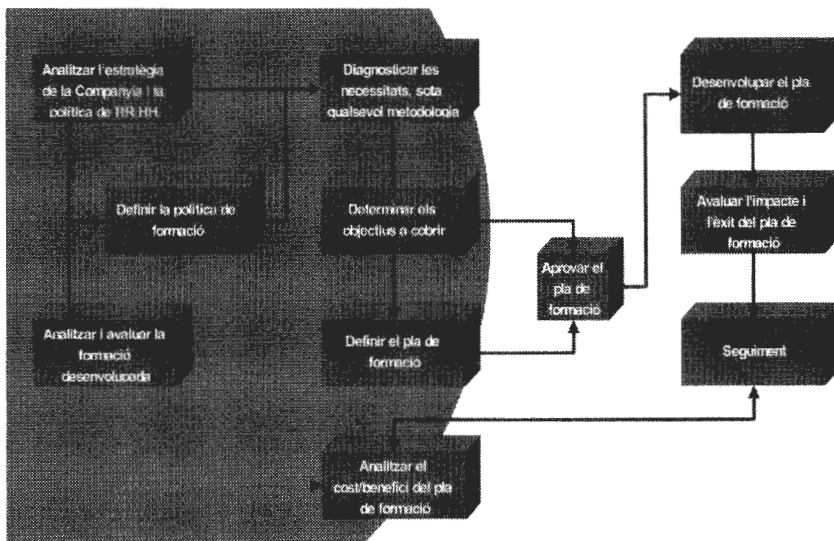 Analitzar l'estratègia
de la Companyia i la
política de RR.HH.
Definir la política de
formació
Analitzar i avaluar la
formació
desenvolupada
Diagnosticar les
necessitats, sota
qualsevol metodologia
Determinar els
objectius a cobrir
Definir el pla de
formació
Analitzar el
cost/benefici del pla
de formació
Aprovar el
pla de
formació
Desenvolupar el pla
de formació
Avaluar l'impacte i
l'èxit del pla de
formació
Seguiment